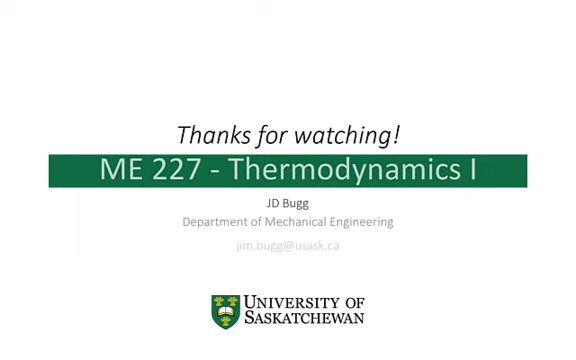 Thanks for watching!
ME 227 - Thermodynamics I
JD Bugg
Department of Mechanical Engineering
jim.bugg@usask.ca
UNIVERSITY OF
SASKATCHEWAN